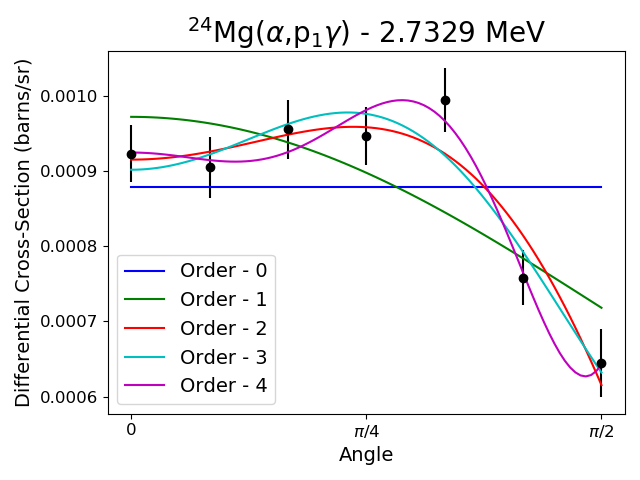 ²⁴Mg(α,p₁γ) - 2.7329 MeV
Differential Cross-Section (barns/sr)
0.0010
0.0009
0.0008
0.0007
0.0006
Order - 0
Order - 1
Order - 2
Order - 3
Order - 4
0 π/4 π/2
Angle